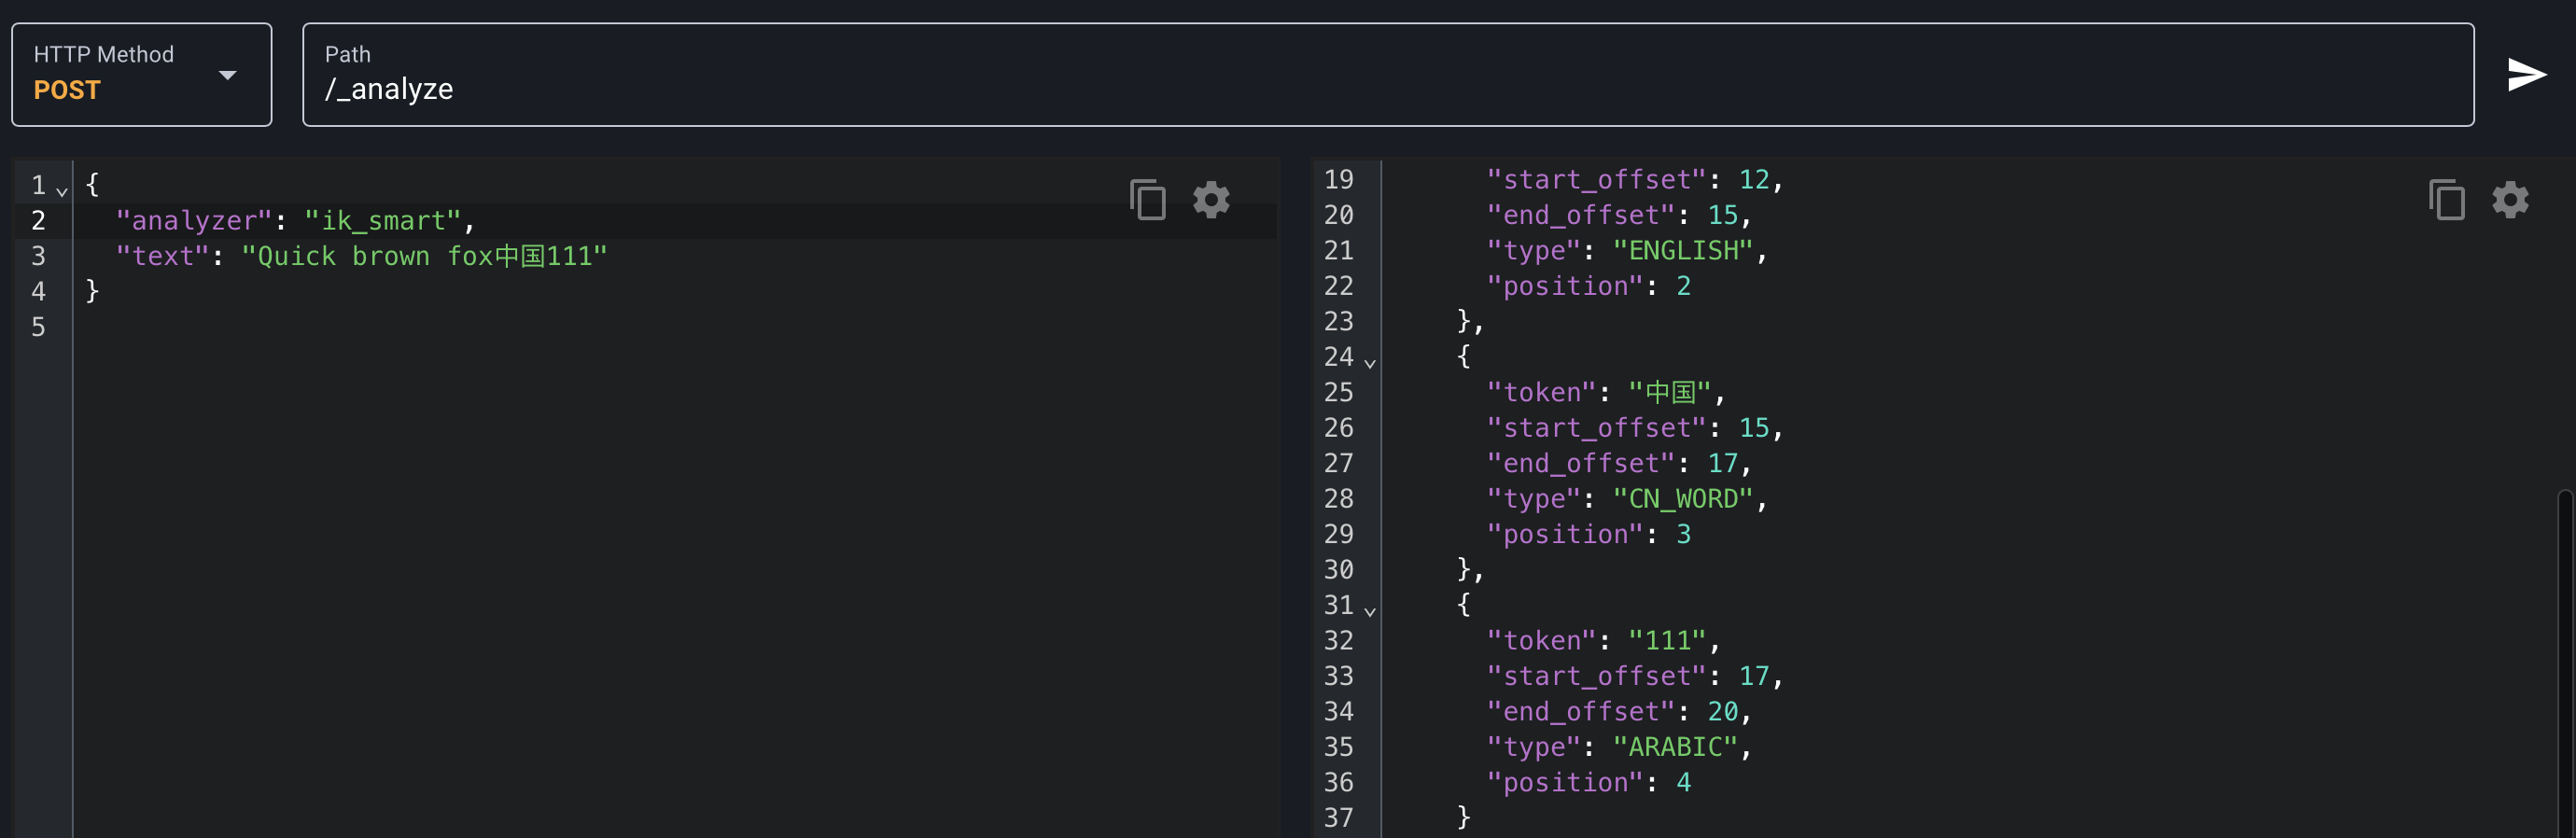 HTTP Method
POST
Path
/_analyze
1 {
2 "analyzer": "ik_smart",
3 "text": "Quick brown fox中国111"
4 }
5
19 "start_offset": 12,
20 "end_offset": 15,
21 "type": "ENGLISH",
22 "position": 2
23 },
24 {
25 "token": "中国",
26 "start_offset": 15,
27 "end_offset": 17,
28 "type": "CN_WORD",
29 "position": 3
30 },
31 {
32 "token": "111",
33 "start_offset": 17,
34 "end_offset": 20,
35 "type": "ARABIC",
36 "position": 4
37 }